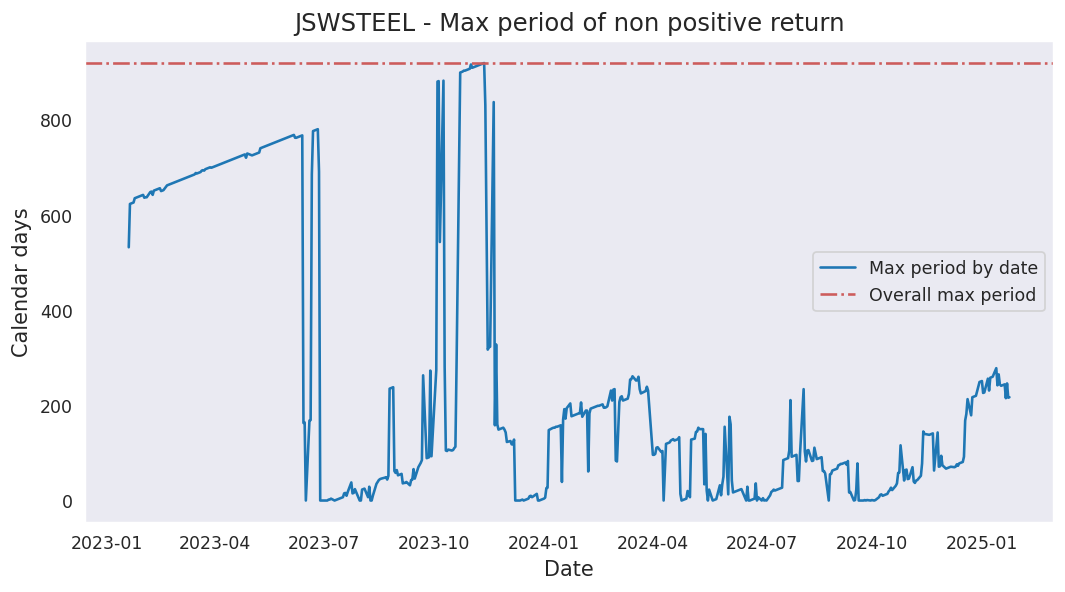 JSWSTEEL - Max period of non positive return
Calendar days
800
600
400
200
0
Max period by date
Overall max period
2023-01 2023-04 2023-07 2023-10 2024-01 2024-04 2024-07 2024-10 2025-01
Date